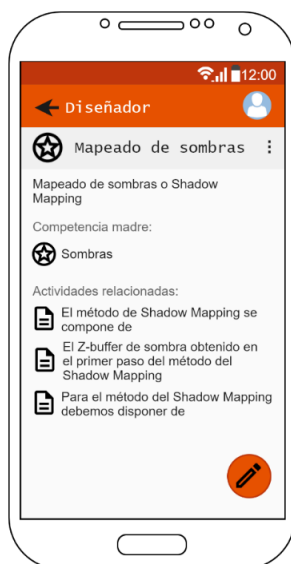 12:00
Diseñador
Mapeado de sombras
Mapeado de sombras o Shadow
Mapping
Competencia madre:
Sombras
Actividades relacionadas:
El método de Shadow Mapping se
compone de
El Z-buffer de sombra obtenido en
el primer paso del método del
Shadow Mapping
Para el método del Shadow Mapping
debemos disponer de